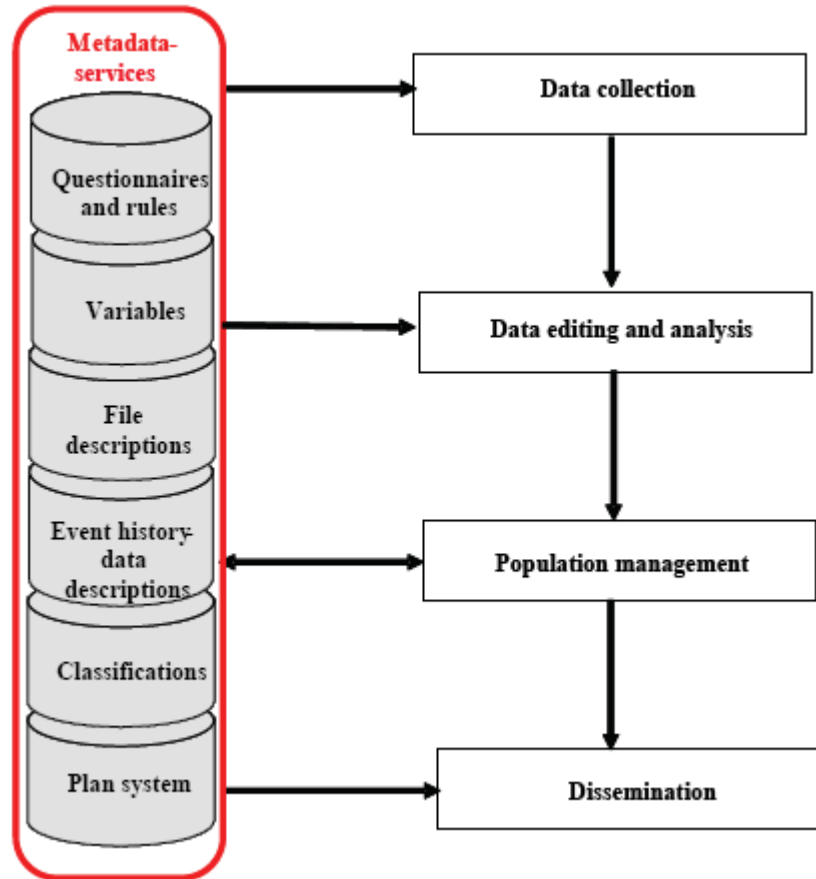 Metadata-
services
Questionnaires
and rules
Variables
File
descriptions
Event history-
data
descriptions
Classifications
Plan system
Data collection
Data editing and analysis
Population management
Dissemination